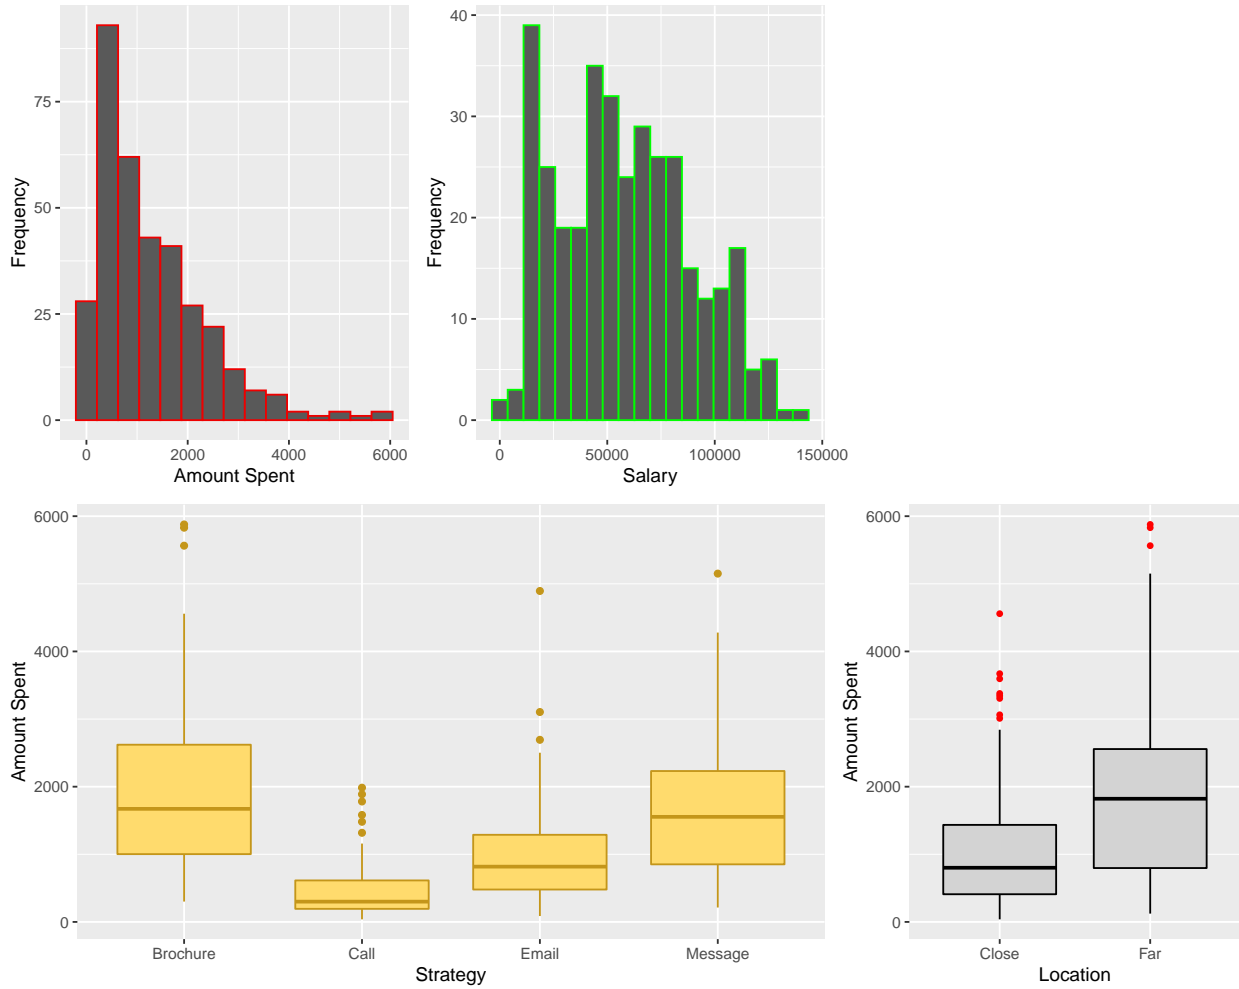 Frequency
75
50
25
0
0 2000 4000 6000
Amount Spent
Frequency
40
30
20
10
0
0 50000 100000 150000
Salary
Amount Spent
6000
4000
2000
0
Brochure Call Email Message
Strategy
Amount Spent
6000
4000
2000
0
Close Far
Location